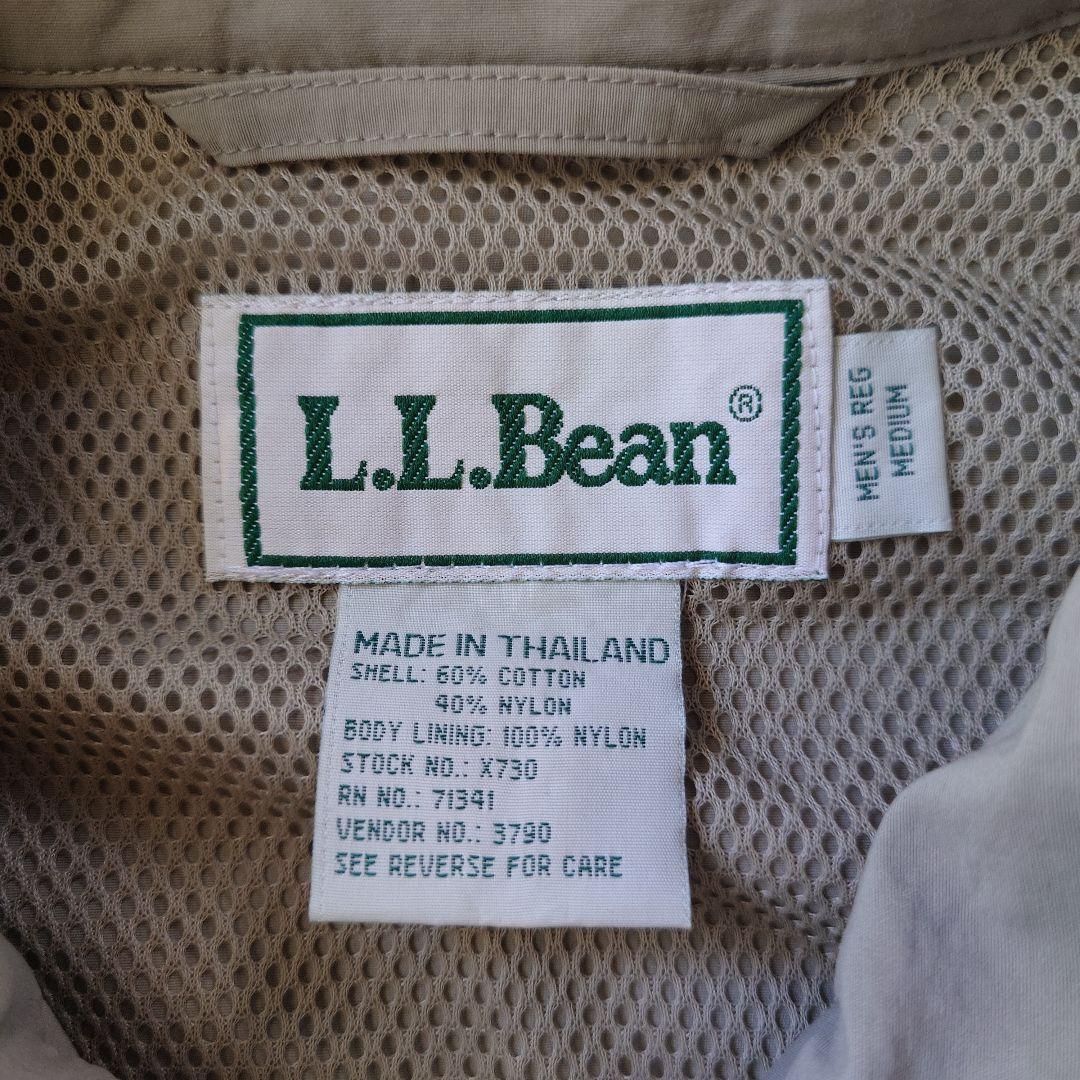 L.L.Bean®
MEN'S REG
MEDIUM
MADE IN THAILAND
SHELL: 60% COTTON
40% NYLON
BODY LINING: 100% NYLON
STOCK NO.: X730
RN NO.: 71341
VENDOR NO.: 3790
SEE REVERSE FOR CARE